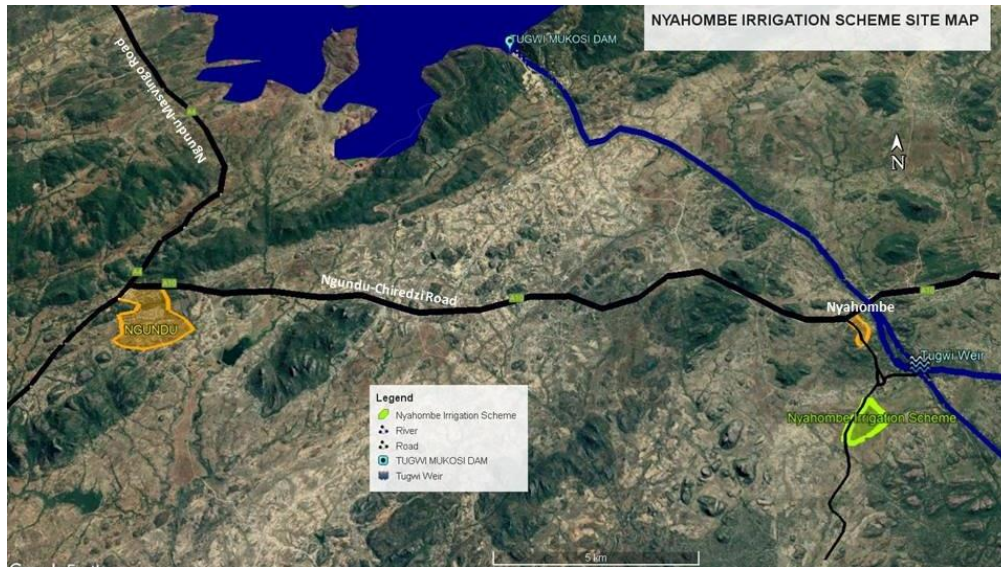 NYAHOMBE IRRIGATION SCHEME SITE MAP
TUGWI MUKOSI DAM
Ngundu-Masvingo Road
N
Ngundu-Chiredzi Road
NGUNDU
Nyahombe
Tugwi Weir
Nyahombe Irrigation Scheme
Legend
Nyahombe Irrigation Scheme
River
Road
TUGWI MUKOSI DAM
Tugwi Weir
5 km